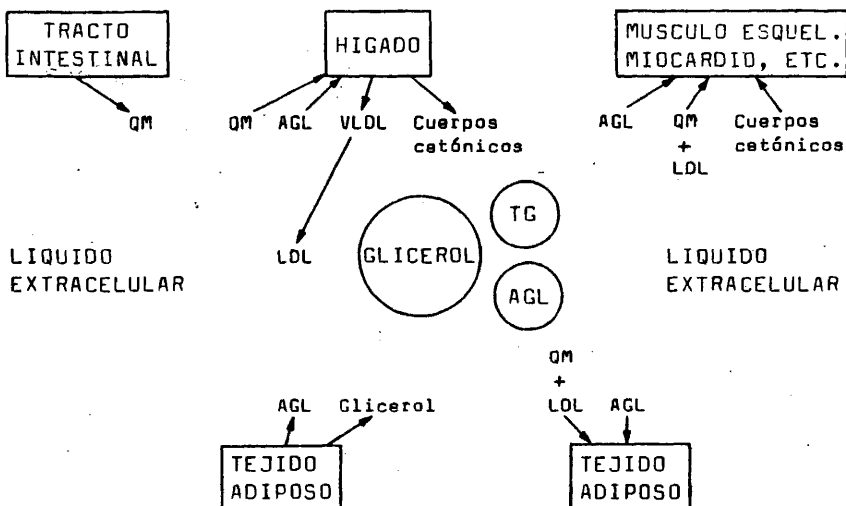 TRACTO
INTESTINAL
HIGADO
MUSCULO ESQUEL.
MIOCARDIO, ETC.
QM
QM
AGL
VLDL
Cuerpos
cetónicos
AGL
QM
+
LDL
Cuerpos
cetónicos
LIQUIDO
EXTRACELULAR
LDL
GLICEROL
TG
AGL
LIQUIDO
EXTRACELULAR
AGL
Glicerol
QM
+
LDL
AGL
TEJIDO
ADIPOSO
TEJIDO
ADIPOSO